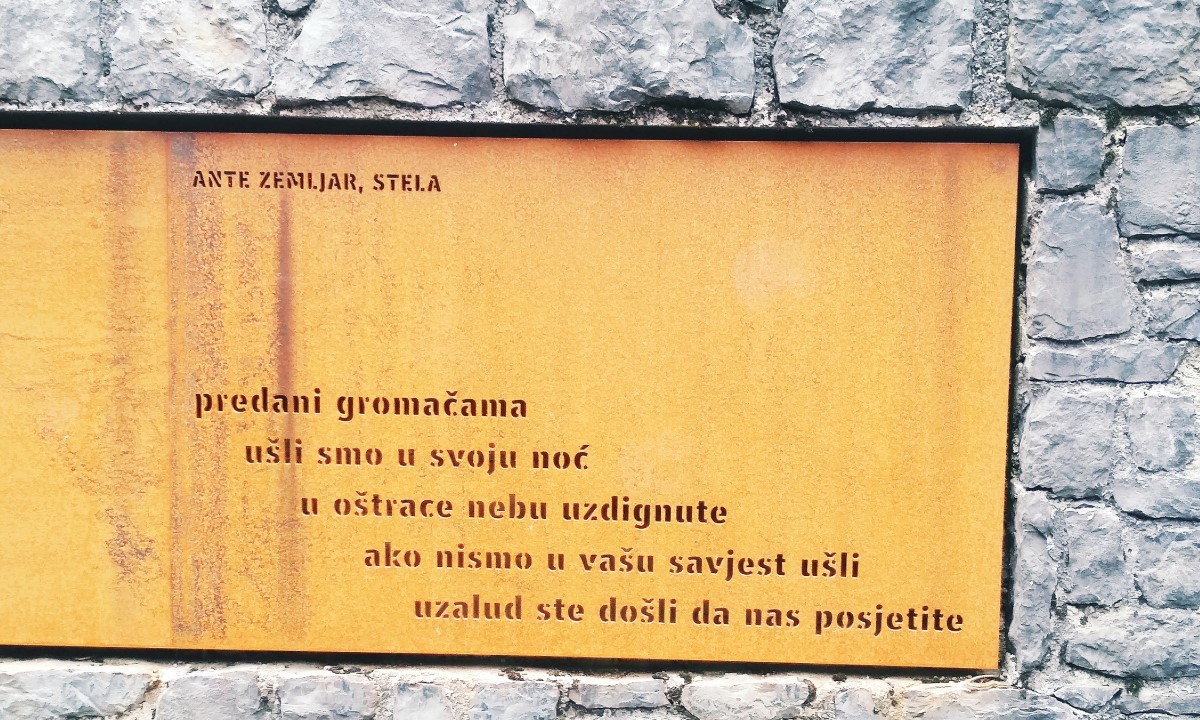 ANTE ZEMLJAR, STELA
predani gromačama
ušli smo u svoju noć
u oštrace nebu uzdignute
ako nismo u vašu savjest ušli
uzalud ste došli da nas posjetite